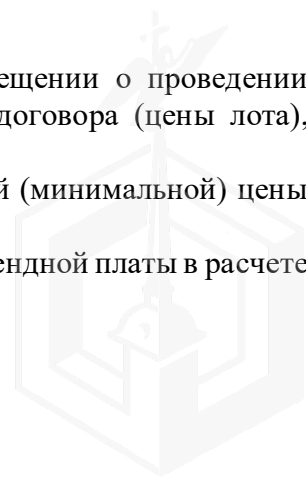 ещении о проведении
договора (цены лота),
й (минимальной) цены
ендной платы в расчете